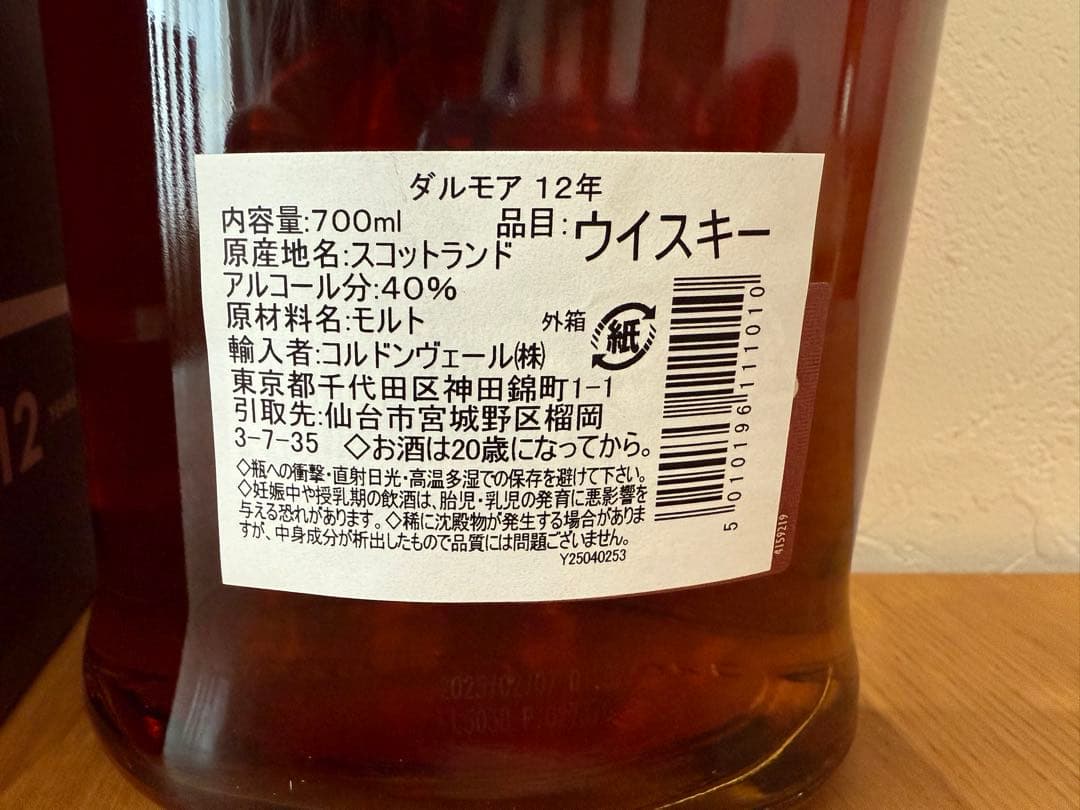 ダルモア 12年
内容量:700ml 品目:ウイスキー
原産地名:スコットランド
アルコール分:40%
原材料名:モルト 外箱 紙
輸入者:コルドンヴェール㈱
東京都千代田区神田錦町1-1
引取先:仙台市宮城野区榴岡
3-7-35 ◇お酒は20歳になってから。
◇瓶への衝撃・直射日光・高温多湿での保存を避けて下さい。
◇妊娠中や授乳期の飲酒は、胎児・乳児の発育に悪影響を
与える恐れがあります。◇稀に沈殿物が発生する場合がありま
すが、中身成分が析出したもので品質には問題ございません。
Y25040253
5 010196 111010
4159219
12